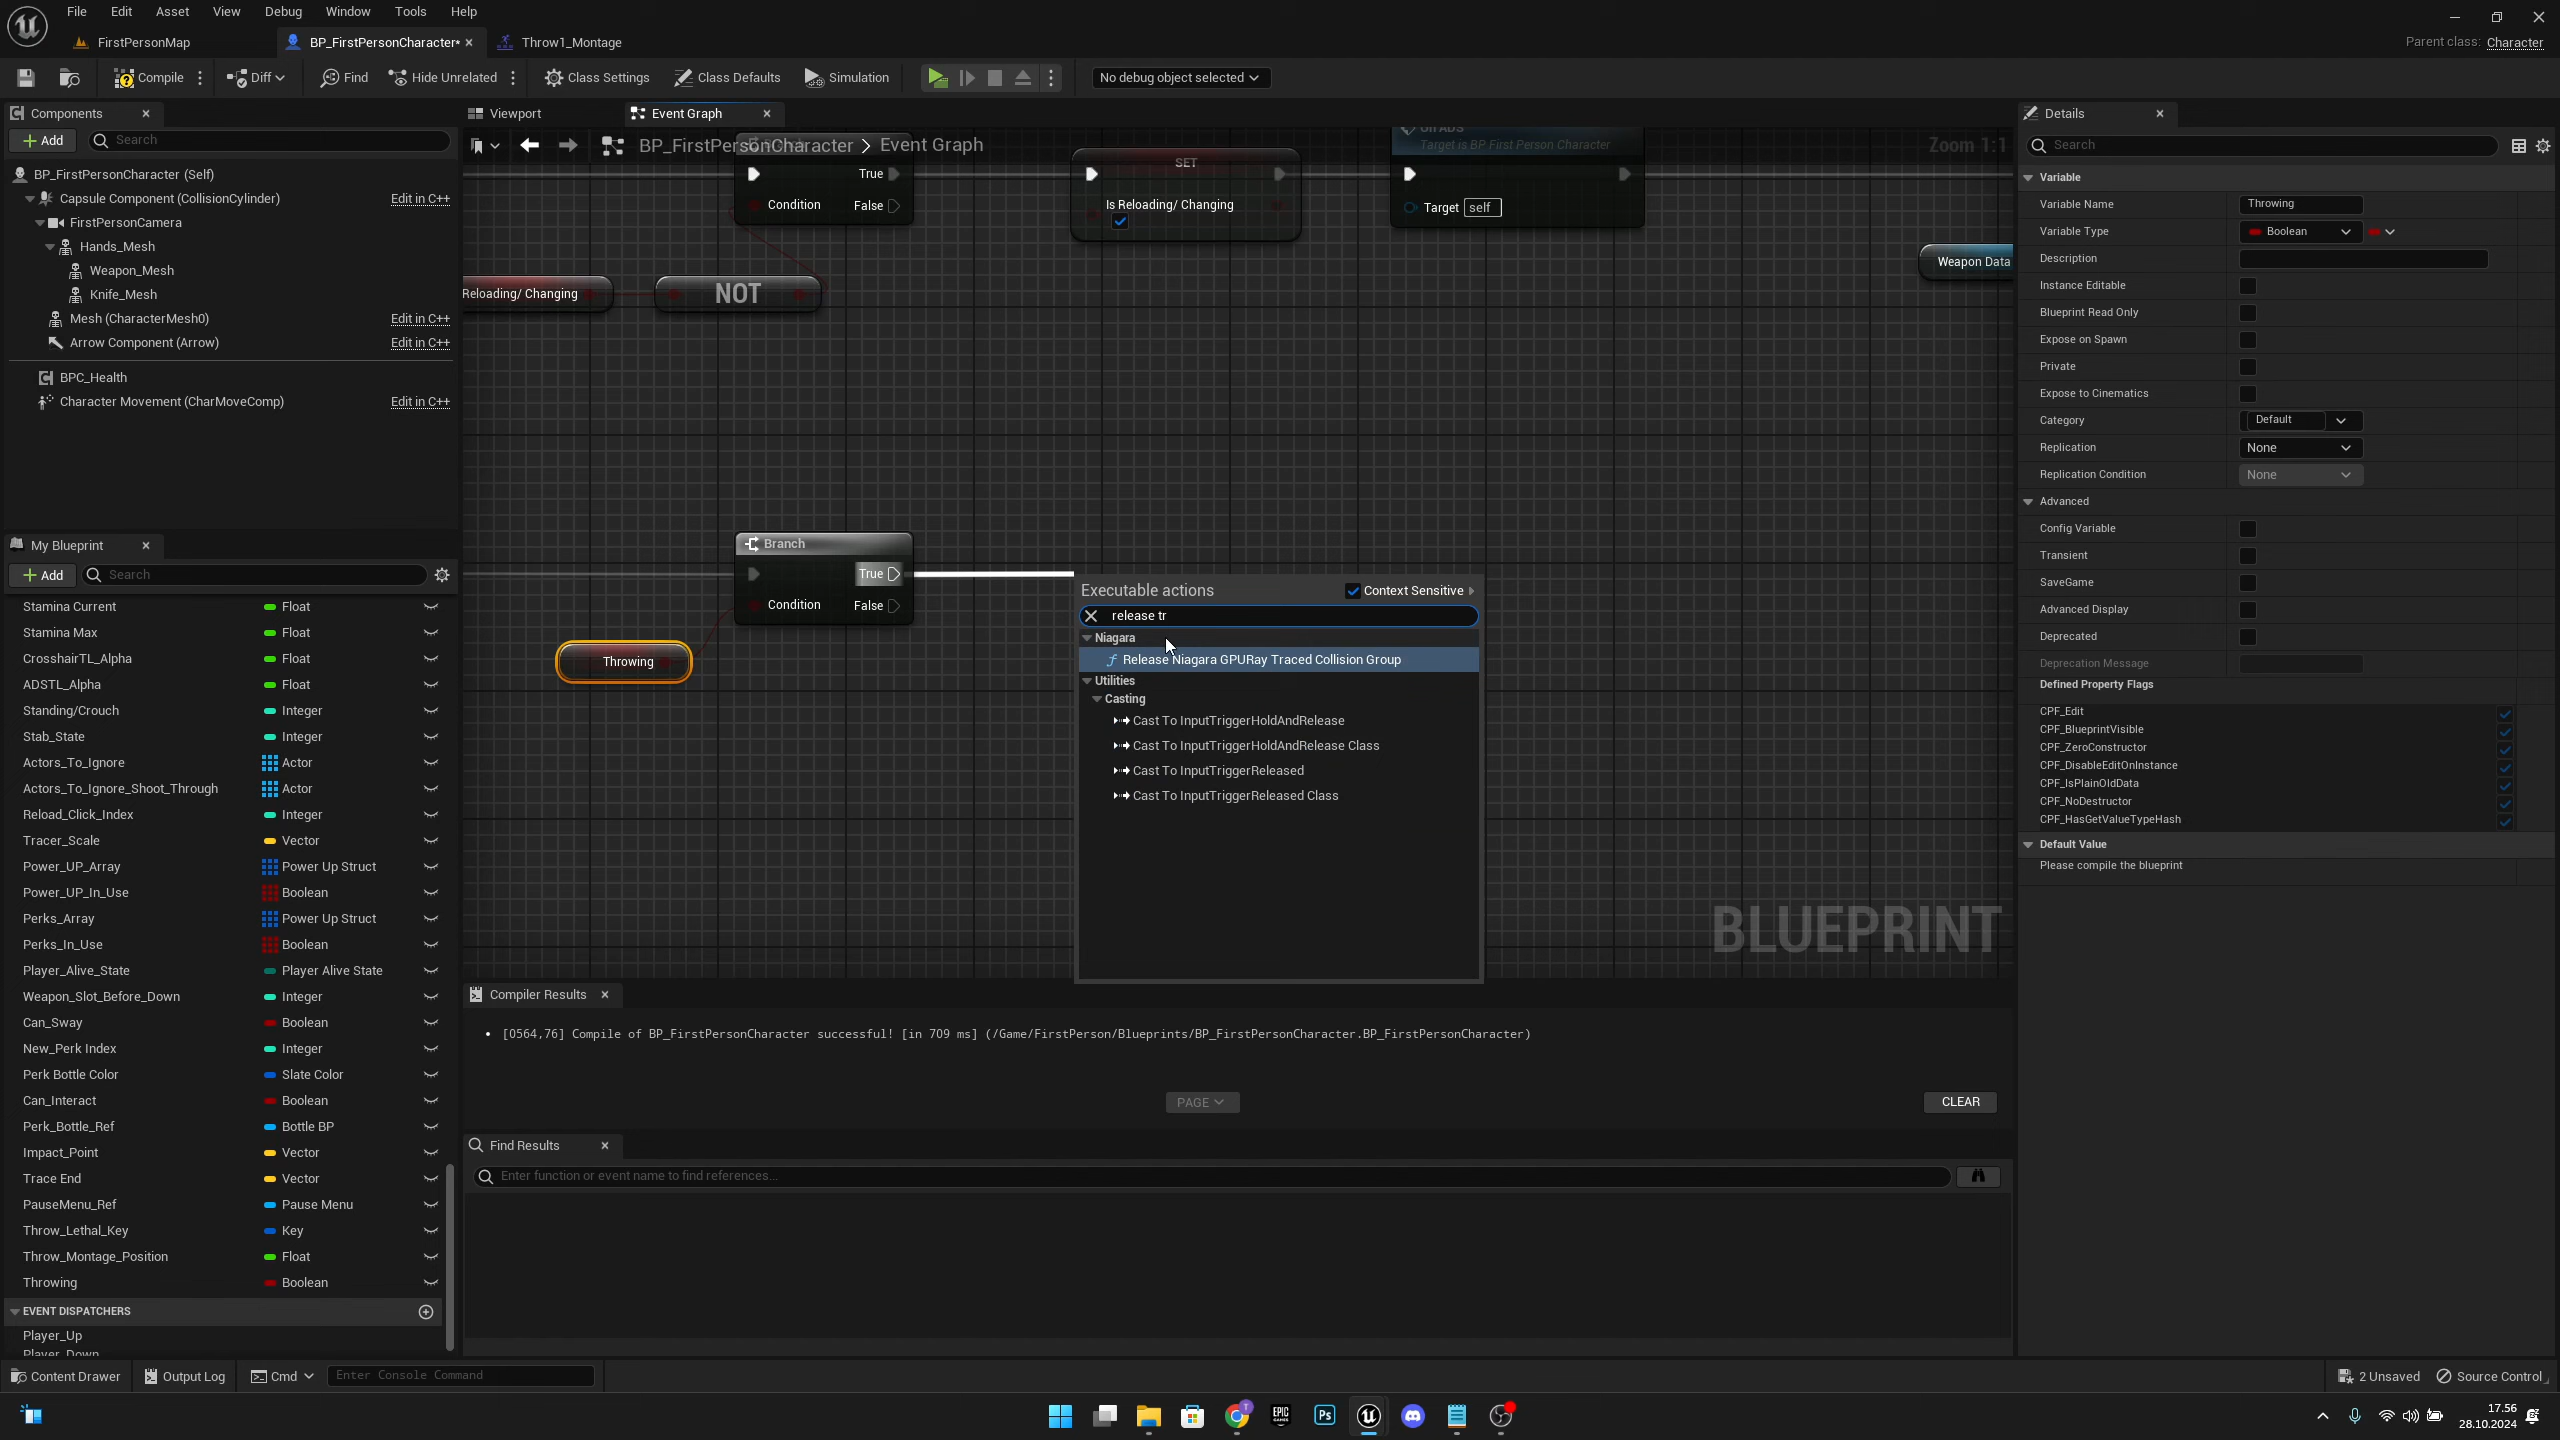 File Edit Asset View Debug Window Tools Help
FirstPersonMap BP_FirstPersonCharacter* Throw1_Montage
Parent class: Character
Compile Diff Find Hide Unrelated Class Settings Class Defaults Simulation No debug object selected
Components
Add Search
BP_FirstPersonCharacter (Self)
Capsule Component (CollisionCylinder) Edit in C++
FirstPersonCamera
Hands_Mesh
Weapon_Mesh
Knife_Mesh
Mesh (CharacterMesh0) Edit in C++
Arrow Component (Arrow) Edit in C++
BPC_Health
Character Movement (CharMoveComp) Edit in C++
My Blueprint
Add Search
Stamina Current Float
Stamina Max Float
CrosshairTL_Alpha Float
ADSTL_Alpha Float
Standing/Crouch Integer
Stab_State Integer
Actors_To_Ignore Actor
Actors_To_Ignore_Shoot_Through Actor
Reload_Click_Index Integer
Tracer_Scale Vector
Power_UP_Array Power Up Struct
Power_UP_In_Use Boolean
Perks_Array Power Up Struct
Perks_In_Use Boolean
Player_Alive_State Player Alive State
Weapon_Slot_Before_Down Integer
Can_Sway Boolean
New_Perk Index Integer
Perk Bottle Color Slate Color
Can_Interact Boolean
Perk_Bottle_Ref Bottle BP
Impact_Point Vector
Trace End Vector
PauseMenu_Ref Pause Menu
Throw_Lethal_Key Key
Throw_Montage_Position Float
Throwing Boolean
EVENT DISPATCHERS
Player_Up
Player_Down
Viewport Event Graph
BP_FirstPersonCharacter > Event Graph
Zoom 1:1
True
Condition False
SET
Is Reloading/ Changing
On ADS
Target is BP First Person Character
Target self
Weapon Data
Reloading/ Changing NOT
Branch
True
Condition False
Throwing
Executable actions Context Sensitive
release tr
Niagara
Release Niagara GPURay Traced Collision Group
Utilities
Casting
Cast To InputTriggerHoldAndRelease
Cast To InputTriggerHoldAndRelease Class
Cast To InputTriggerReleased
Cast To InputTriggerReleased Class
BLUEPRINT
Compiler Results
[0564,76] Compile of BP_FirstPersonCharacter successful! [in 709 ms] (/Game/FirstPerson/Blueprints/BP_FirstPersonCharacter.BP_FirstPersonCharacter)
PAGE
CLEAR
Find Results
Enter function or event name to find references...
Details
Search
Variable
Variable Name Throwing
Variable Type Boolean
Description
Instance Editable
Blueprint Read Only
Expose on Spawn
Private
Expose to Cinematics
Category Default
Replication None
Replication Condition None
Advanced
Config Variable
Transient
SaveGame
Advanced Display
Deprecated
Deprecation Message
Defined Property Flags
CPF_Edit
CPF_BlueprintVisible
CPF_ZeroConstructor
CPF_DisableEditOnInstance
CPF_IsPlainOldData
CPF_NoDestructor
CPF_HasGetValueTypeHash
Default Value
Please compile the blueprint
Content Drawer Output Log Cmd Enter Console Command
2 Unsaved Source Control
EPIC GAMES
Ps
17.56
28.10.2024